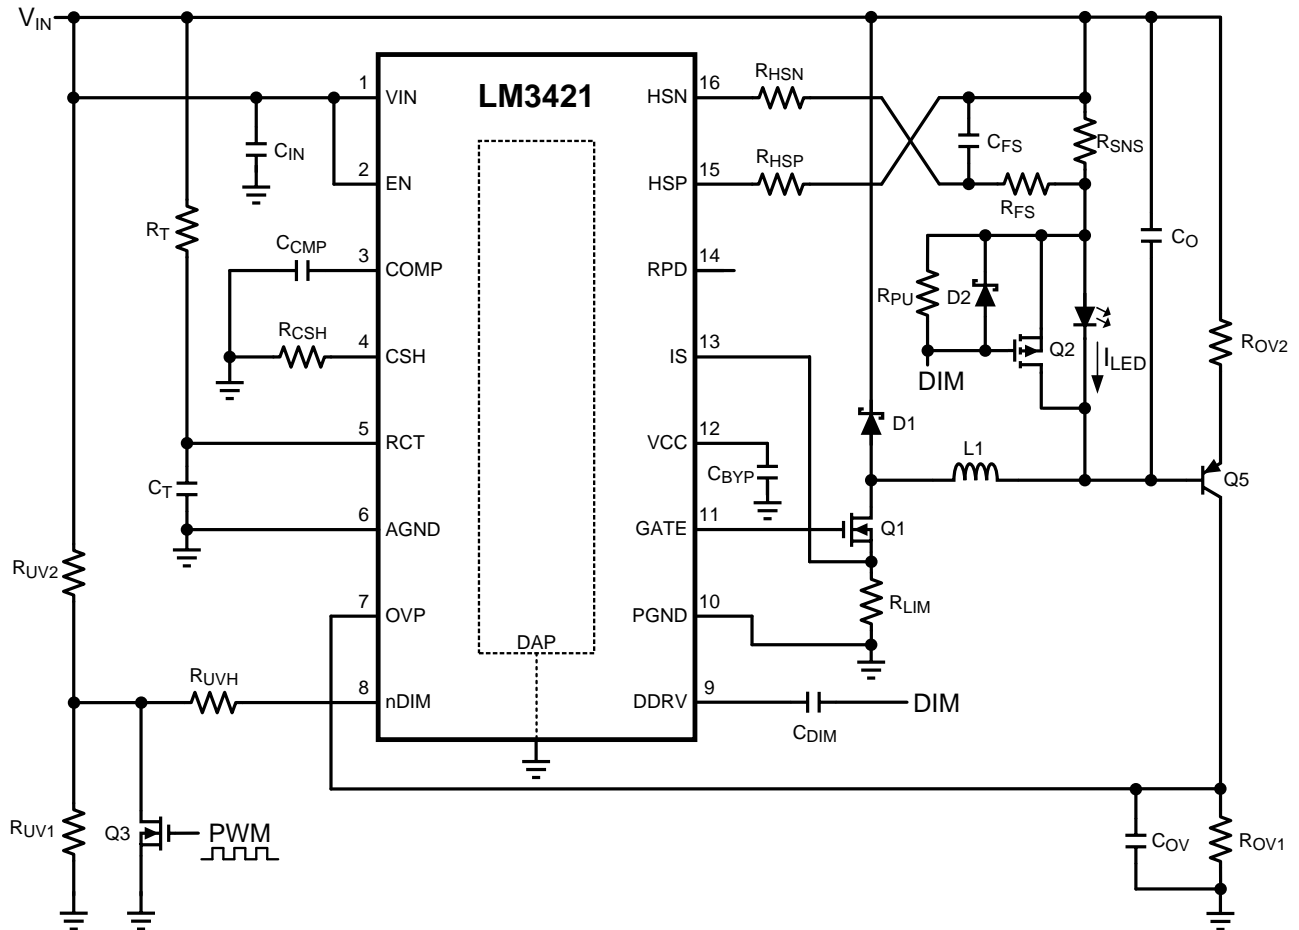 VIN
LM3421
1 VIN
2 EN
3 COMP
4 CSH
5 RCT
6 AGND
7 OVP
8 nDIM
16 HSN
15 HSP
14 RPD
13 IS
12 VCC
11 GATE
10 PGND
9 DDRV
DAP
CIN
RT
CCMP
RCSH
CT
RUV2
RUVH
RUV1
Q3
PWM
RHSN
RHSP
CFS
RSNS
RFS
RPU
D2
Q2
DIM
ILED
CO
ROV2
D1
L1
Q5
CBYP
Q1
RLIM
CDIM
DIM
COV
ROV1